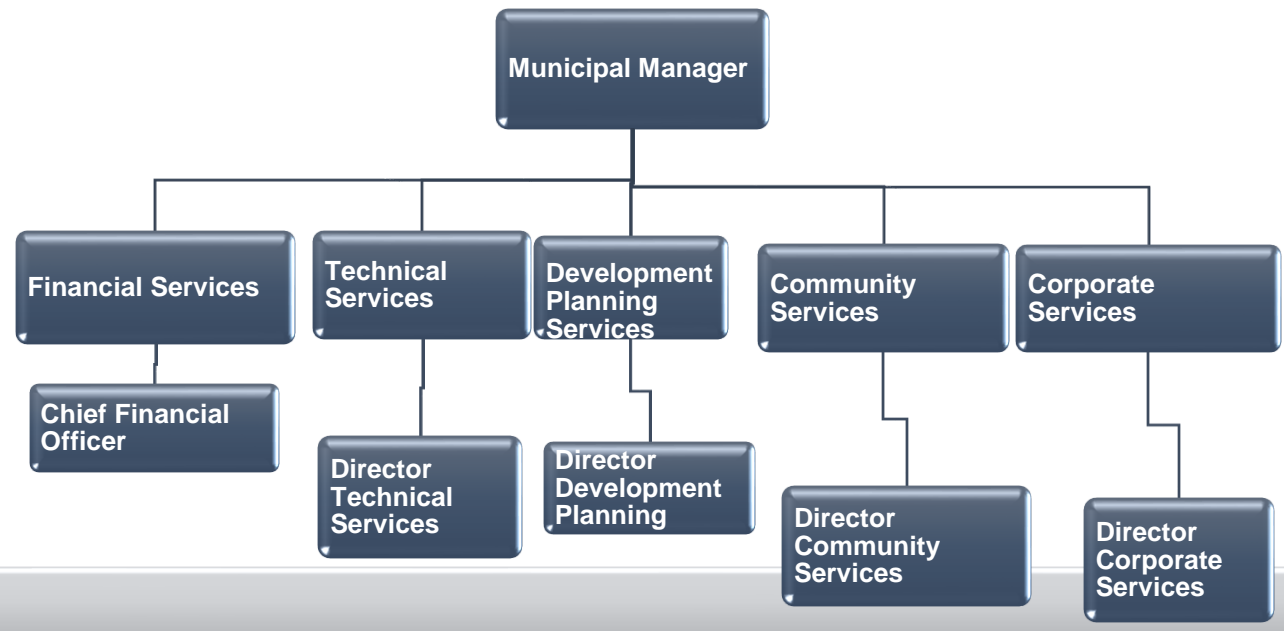 Municipal Manager
Financial Services
Technical
Services
Development
Planning
Services
Community
Services
Corporate
Services
Chief Financial
Officer
Director
Technical
Services
Director
Development
Planning
Director
Community
Services
Director
Corporate
Services